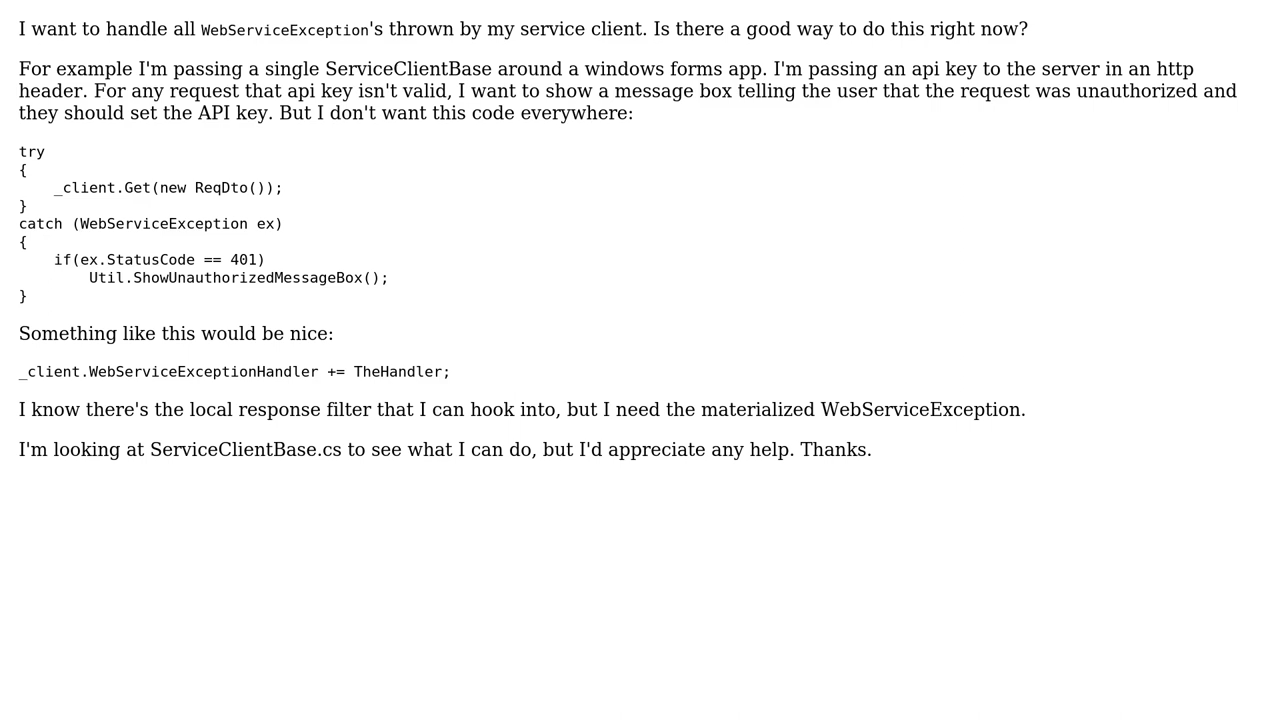 I want to handle all WebServiceException's thrown by my service client. Is there a good way to do this right now?
For example I'm passing a single ServiceClientBase around a windows forms app. I'm passing an api key to the server in an http
header. For any request that api key isn't valid, I want to show a message box telling the user that the request was unauthorized and
they should set the API key. But I don't want this code everywhere:
try
{
    _client.Get(new ReqDto());
}
catch (WebServiceException ex)
{
    if(ex.StatusCode == 401)
        Util.ShowUnauthorizedMessageBox();
}
Something like this would be nice:
_client.WebServiceExceptionHandler += TheHandler;
I know there's the local response filter that I can hook into, but I need the materialized WebServiceException.
I'm looking at ServiceClientBase.cs to see what I can do, but I'd appreciate any help. Thanks.